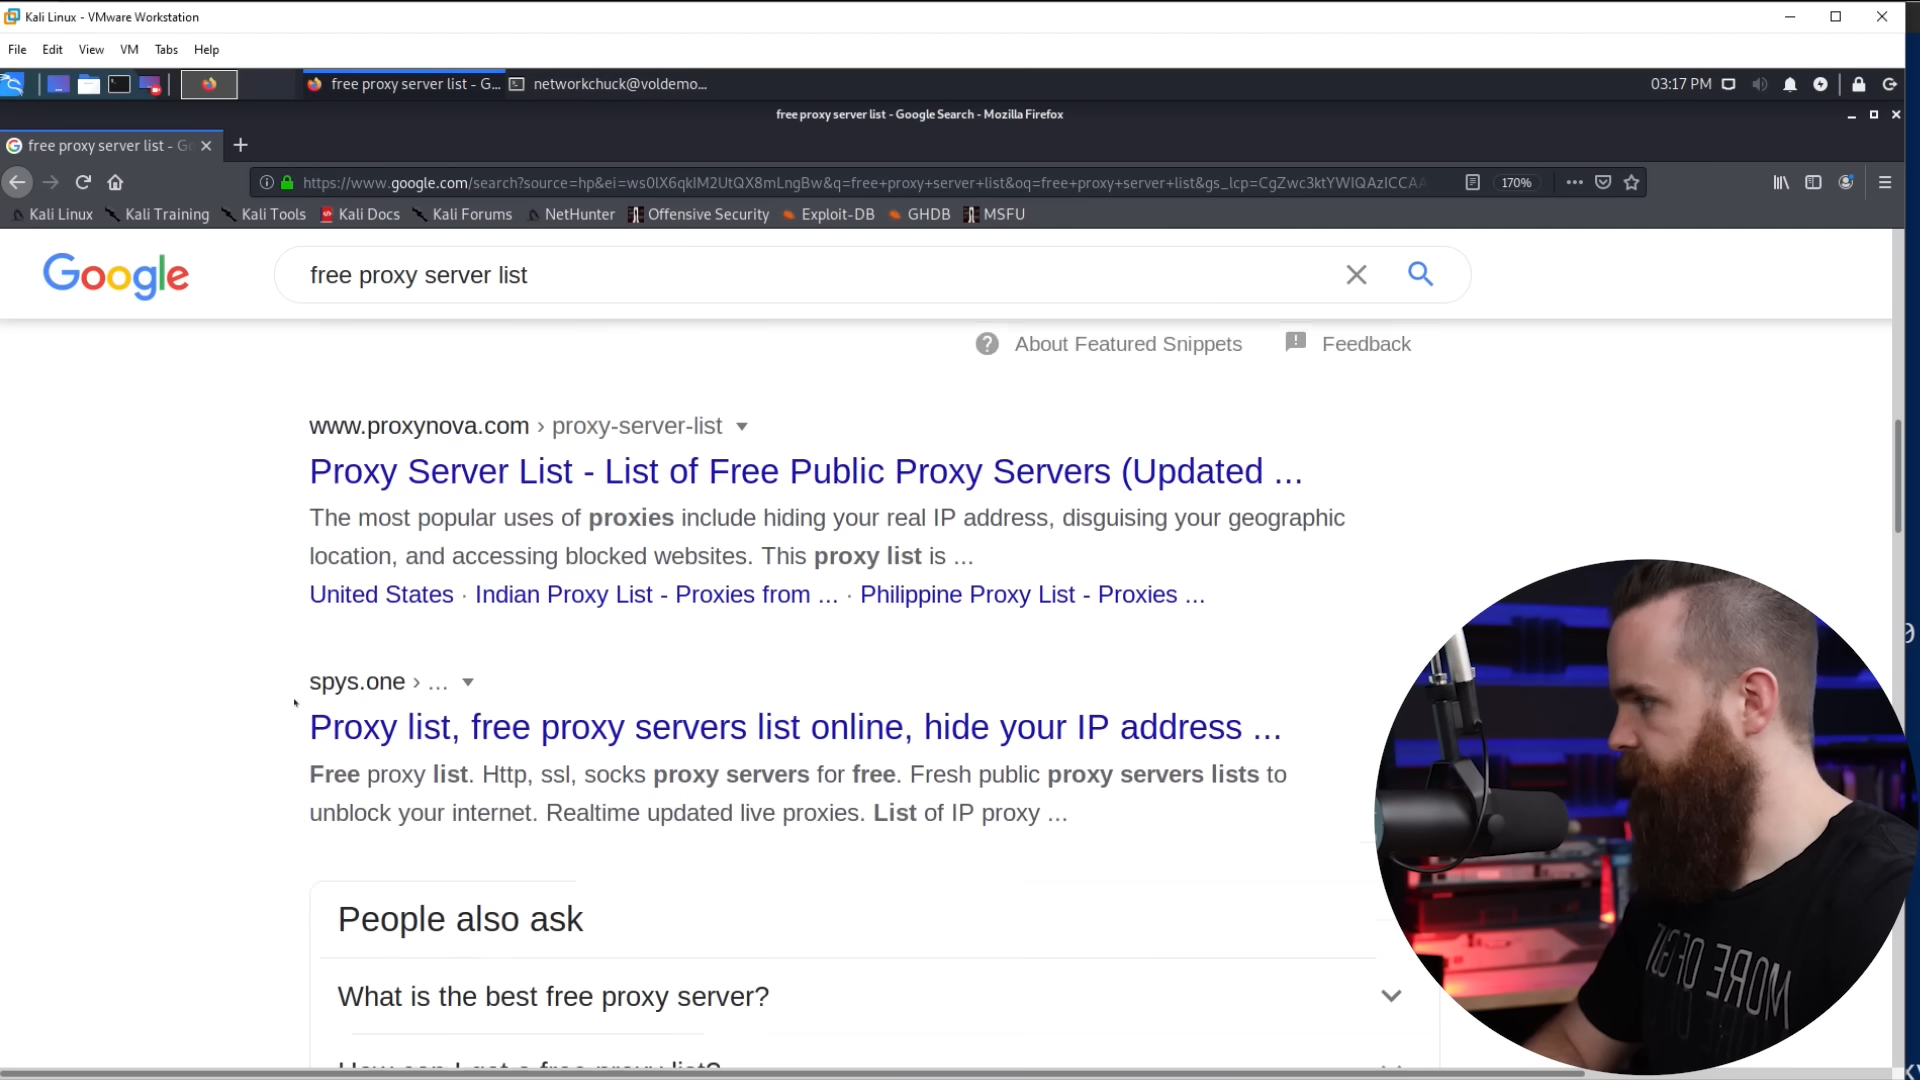 Kali Linux - VMware Workstation
File Edit View VM Tabs Help
free proxy server list - G... networkchuck@voldemo... 03:17 PM
free proxy server list - Google Search - Mozilla Firefox
free proxy server list - Go
https://www.google.com/search?source=hp&ei=ws0lX6qkIM2UtQX8mLngBw&q=free+proxy+server+list&oq=free+proxy+server+list&gs_lcp=CgZwc3ktYWIQAzICCAA 170%
Kali Linux Kali Training Kali Tools Kali Docs Kali Forums NetHunter Offensive Security Exploit-DB GHDB MSFU
Google free proxy server list
About Featured Snippets Feedback
www.proxynova.com › proxy-server-list
Proxy Server List - List of Free Public Proxy Servers (Updated ...
The most popular uses of proxies include hiding your real IP address, disguising your geographic
location, and accessing blocked websites. This proxy list is ...
United States · Indian Proxy List - Proxies from ... · Philippine Proxy List - Proxies ...
spys.one › ...
Proxy list, free proxy servers list online, hide your IP address ...
Free proxy list. Http, ssl, socks proxy servers for free. Fresh public proxy servers lists to
unblock your internet. Realtime updated live proxies. List of IP proxy ...
People also ask
What is the best free proxy server?
How can I get a free proxy list?
MORE OF